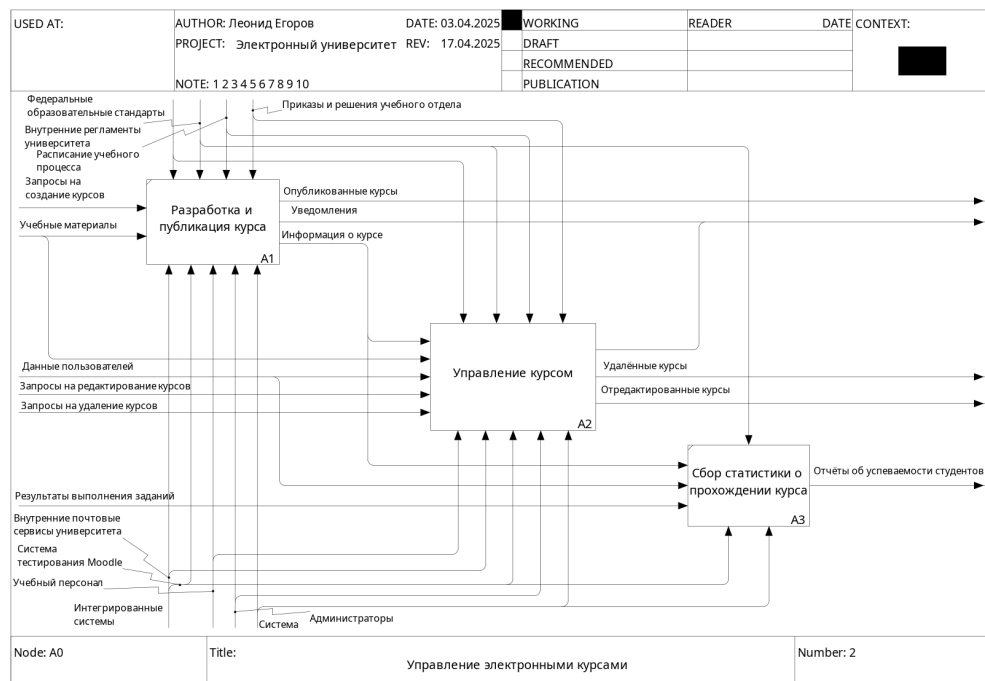 USED AT:
AUTHOR: Леонид Егоров
DATE: 03.04.2025
PROJECT: Электронный университет
REV: 17.04.2025
NOTE: 1 2 3 4 5 6 7 8 9 10
WORKING
DRAFT
RECOMMENDED
PUBLICATION
READER
DATE
CONTEXT:
Федеральные
образовательные стандарты
Приказы и решения учебного отдела
Внутренние регламенты
университета
Расписание учебного
процесса
Запросы на
создание курсов
Учебные материалы
Разработка и
публикация курса
A1
Опубликованные курсы
Уведомления
Информация о курсе
Данные пользователей
Запросы на редактирование курсов
Запросы на удаление курсов
Управление курсом
A2
Удалённые курсы
Отредактированные курсы
Сбор статистики о
прохождении курса
A3
Отчёты об успеваемости студентов
Результаты выполнения заданий
Внутренние почтовые
сервисы университета
Система
тестирования Moodle
Учебный персонал
Интегрированные
системы
Система
Администраторы
Node: A0
Title:
Управление электронными курсами
Number: 2